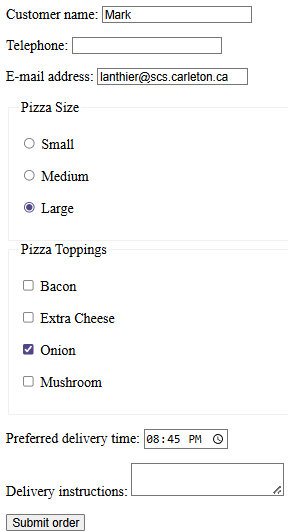 Customer name: Mark
Telephone:
E-mail address: lanthier@scs.carleton.ca
Pizza Size
Small
Medium
Large
Pizza Toppings
Bacon
Extra Cheese
Onion
Mushroom
Preferred delivery time: 08:45 PM
Delivery instructions:
Submit order